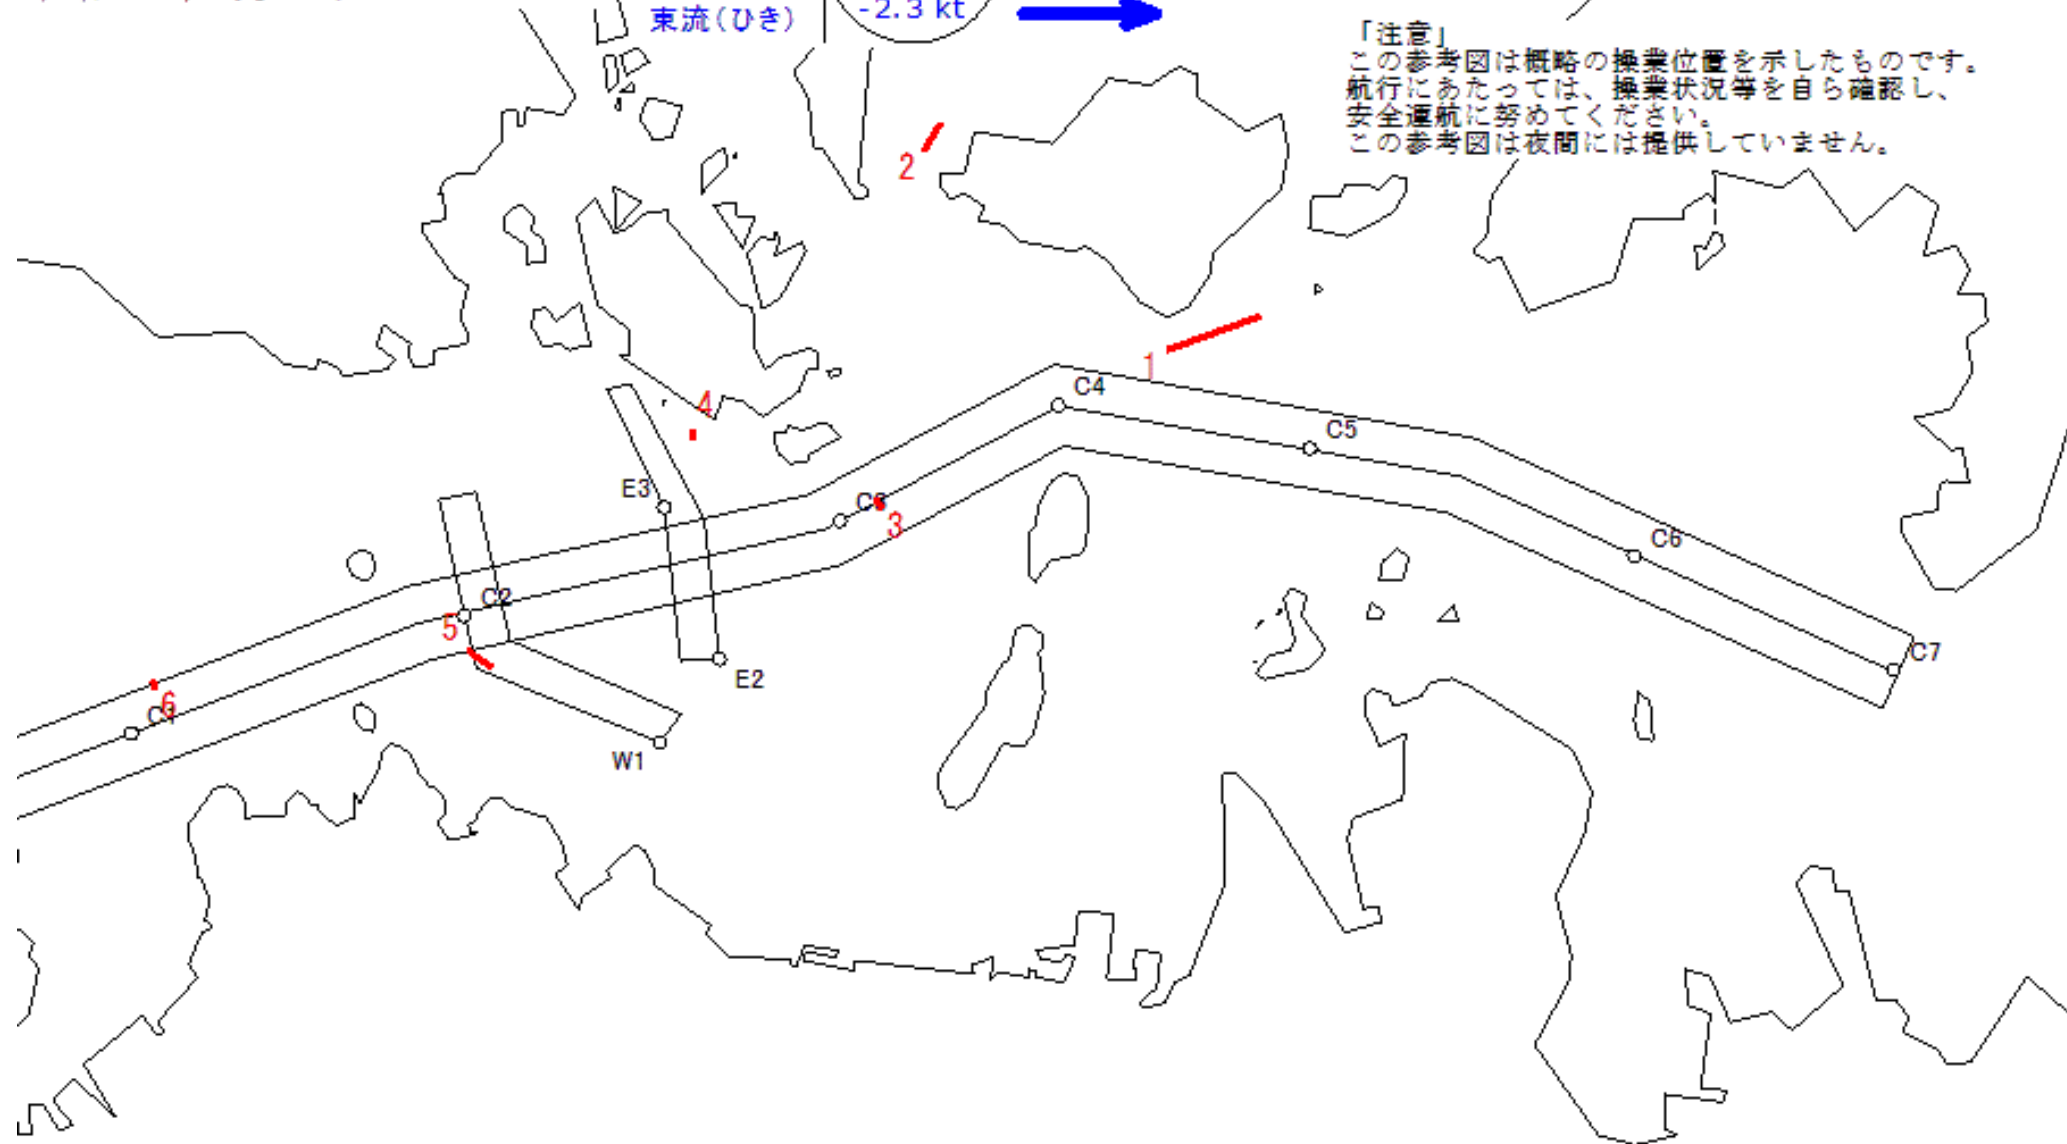 東流(ひき)
-2.3 kt
「注意」
この参考図は概略の操業位置を示したものです。
航行にあたっては、操業状況等を自ら確認し、
安全運航に努めてください。
この参考図は夜間には提供していません。
2
1
4
C4
C5
E3
3
C6
C2
5
C7
E2
6
C1
W1